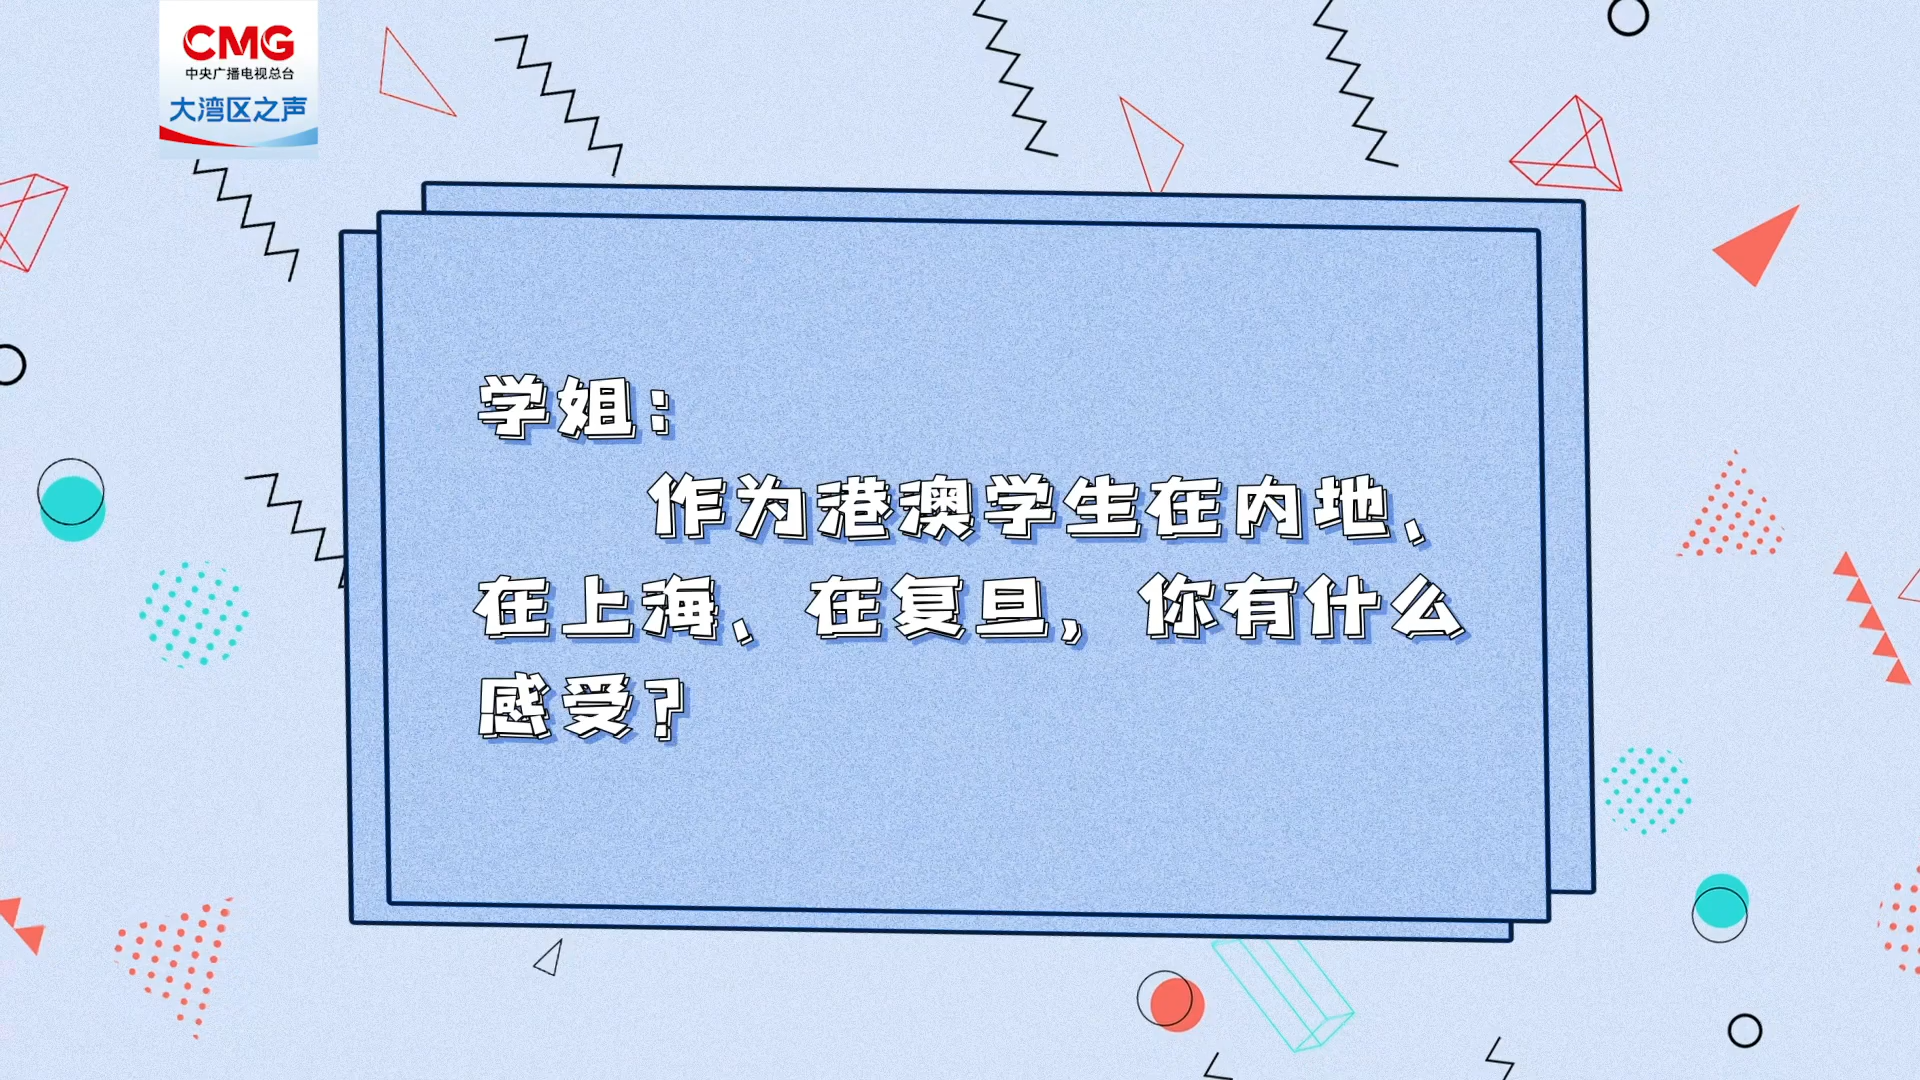 CMG
中央广播电视总台
大湾区之声
学姐：
作为港澳学生在内地、
在上海、在复旦，你有什么
感受？